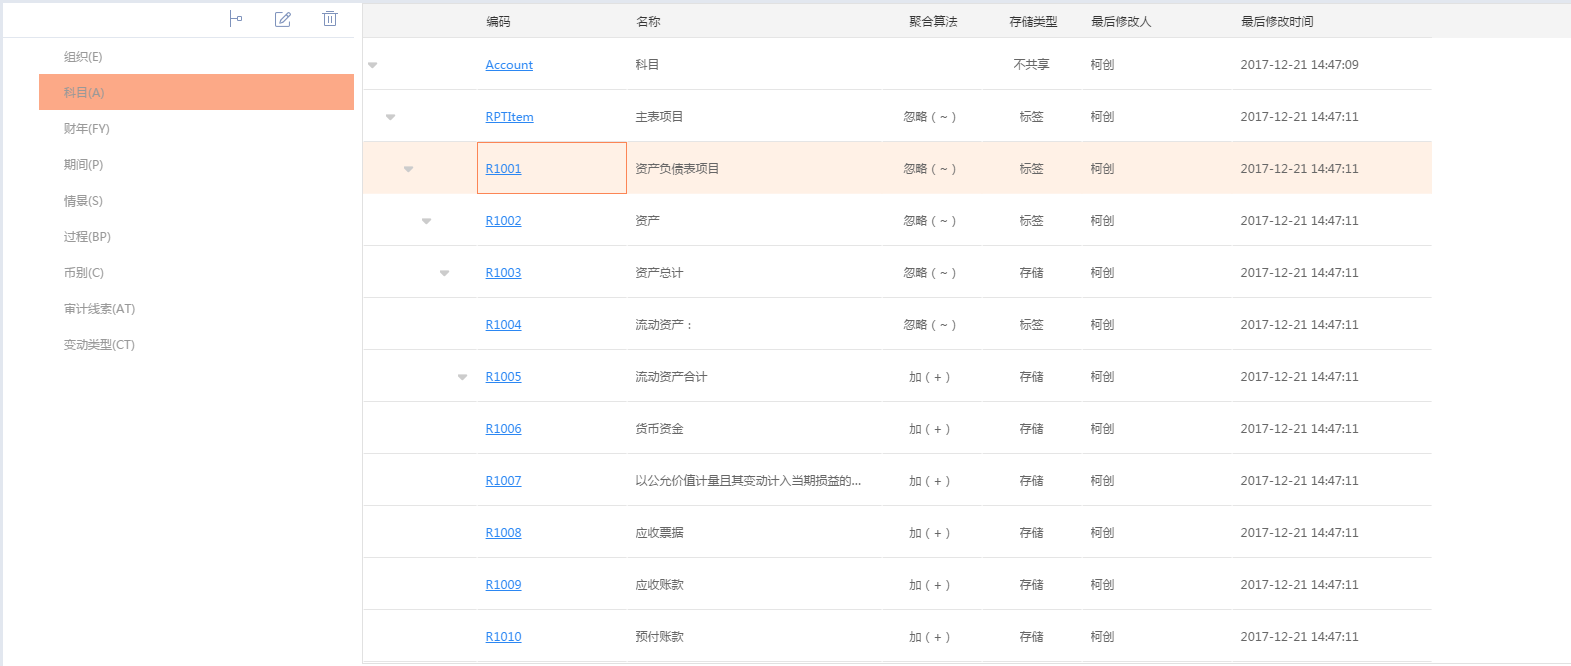 组织(E)
科目(A)
财年(FY)
期间(P)
情景(S)
过程(BP)
币别(C)
审计线索(AT)
变动类型(CT)
编码 名称 聚合算法 存储类型 最后修改人 最后修改时间
Account 科目 不共享 柯创 2017-12-21 14:47:09
RPTItem 主表项目 忽略（~） 标签 柯创 2017-12-21 14:47:11
R1001 资产负债表项目 忽略（~） 标签 柯创 2017-12-21 14:47:11
R1002 资产 忽略（~） 标签 柯创 2017-12-21 14:47:11
R1003 资产总计 忽略（~） 存储 柯创 2017-12-21 14:47:11
R1004 流动资产： 忽略（~） 标签 柯创 2017-12-21 14:47:11
R1005 流动资产合计 加（+） 存储 柯创 2017-12-21 14:47:11
R1006 货币资金 加（+） 存储 柯创 2017-12-21 14:47:11
R1007 以公允价值计量且其变动计入当期损益的... 加（+） 存储 柯创 2017-12-21 14:47:11
R1008 应收票据 加（+） 存储 柯创 2017-12-21 14:47:11
R1009 应收账款 加（+） 存储 柯创 2017-12-21 14:47:11
R1010 预付账款 加（+） 存储 柯创 2017-12-21 14:47:11